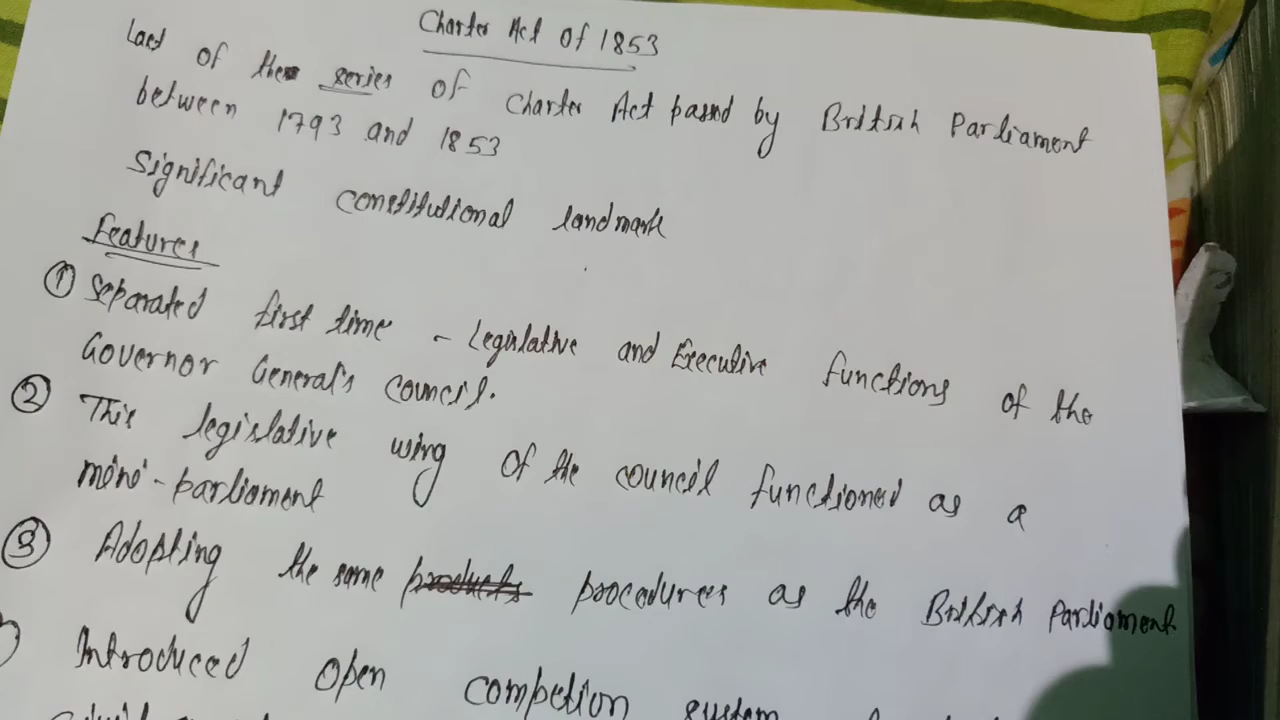 Charter Act of 1853
Last of the series of Charter Act passed by British Parliament
between 1793 and 1853
Significant constitutional landmark
Features
① Separated first time - Legislative and Executive functions of the
Governor General's council.
② This legislative wing of the council functioned as a
mini-parliament
③ Adopting the same products procedures as the British Parliament
Introduced open competion system